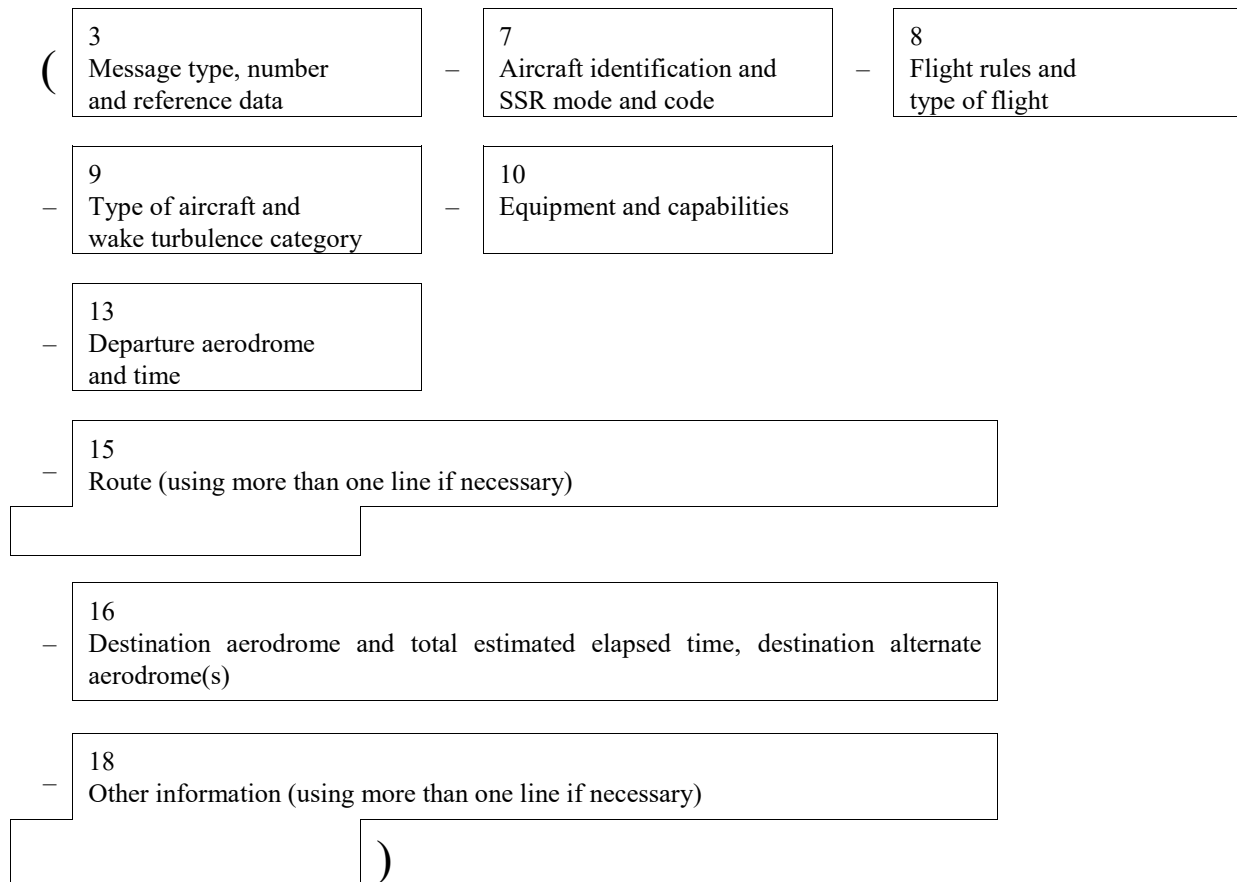 (
3
Message type, number
and reference data
–
7
Aircraft identification and
SSR mode and code
–
8
Flight rules and
type of flight
–
9
Type of aircraft and
wake turbulence category
–
10
Equipment and capabilities
–
13
Departure aerodrome
and time
–
15
Route (using more than one line if necessary)
–
16
Destination aerodrome and total estimated elapsed time, destination alternate
aerodrome(s)
–
18
Other information (using more than one line if necessary)
)